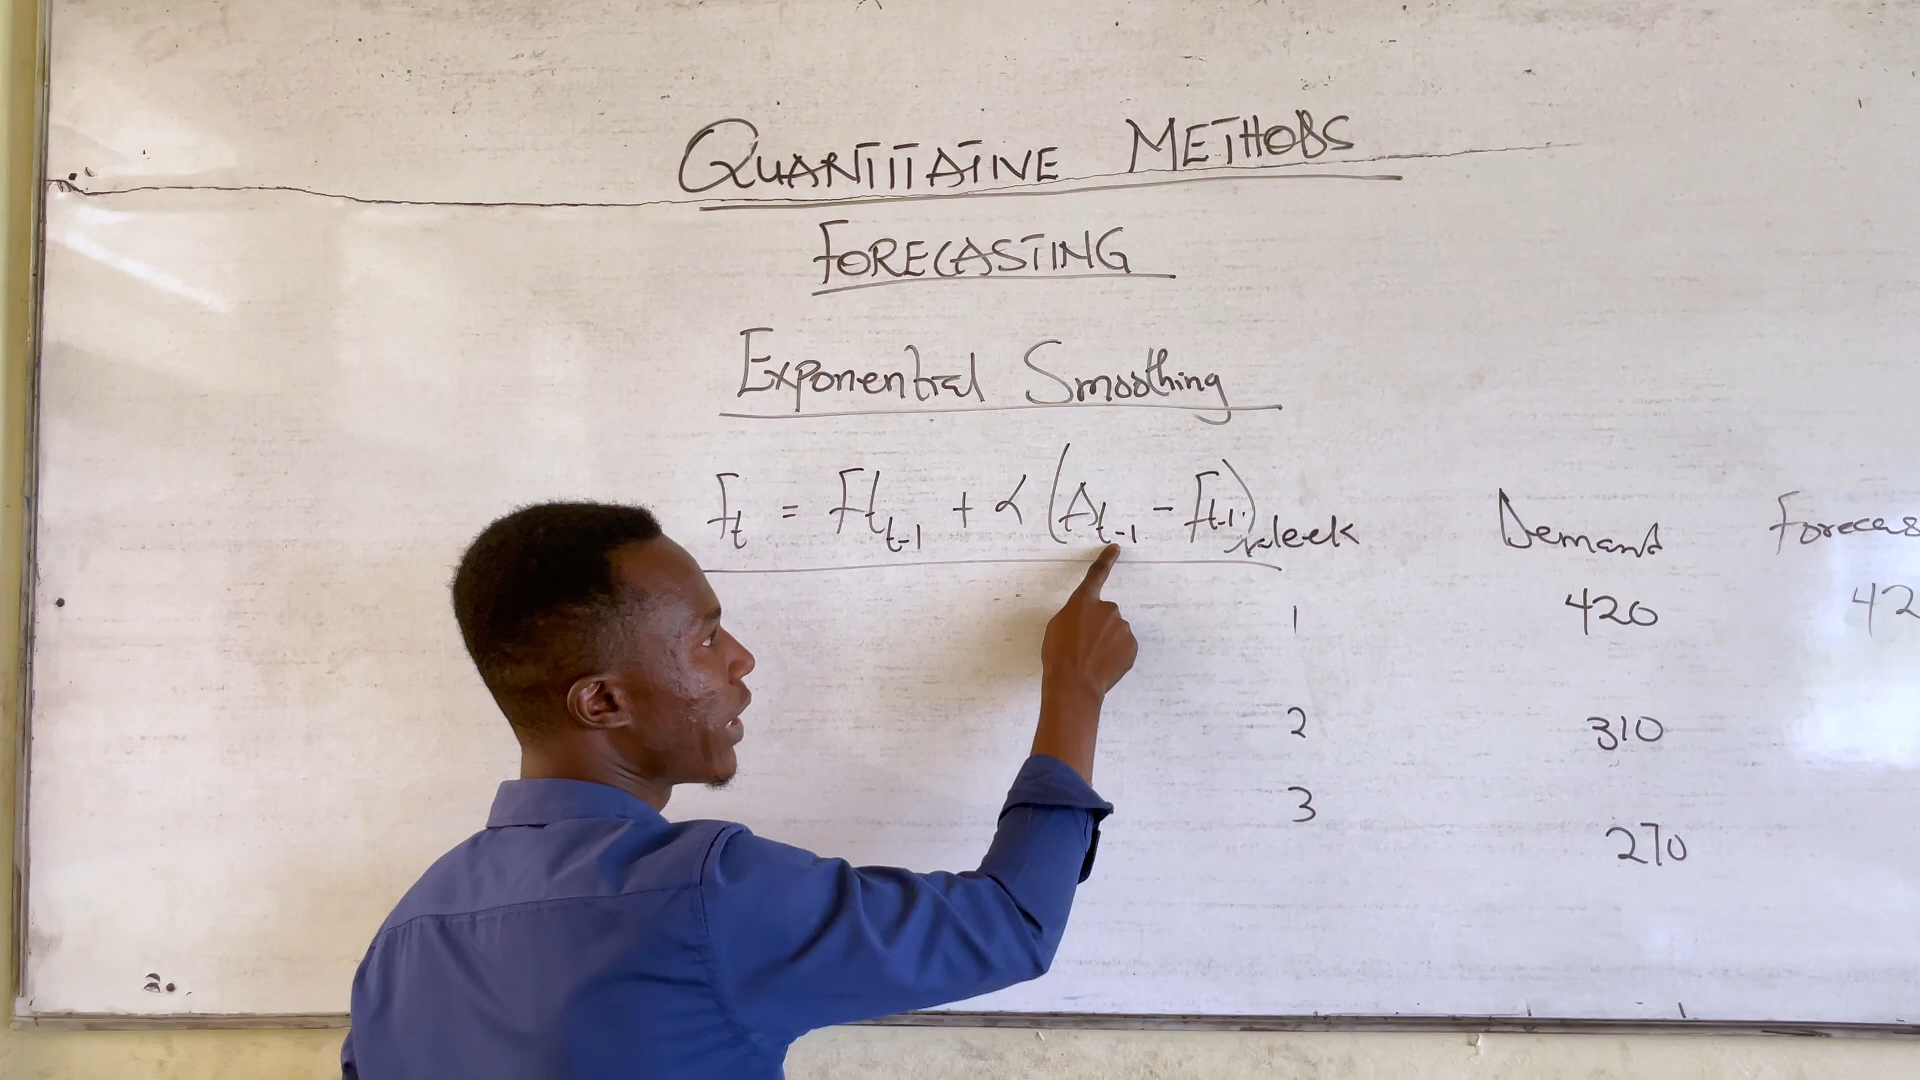 QUANTITATIVE METHODS
FORECASTING
Exponential Smoothing
Ft = Ft t-1 + α (At-1 - Ft-1)
Week Demand Forecas
1 420 42
2 310
3 270